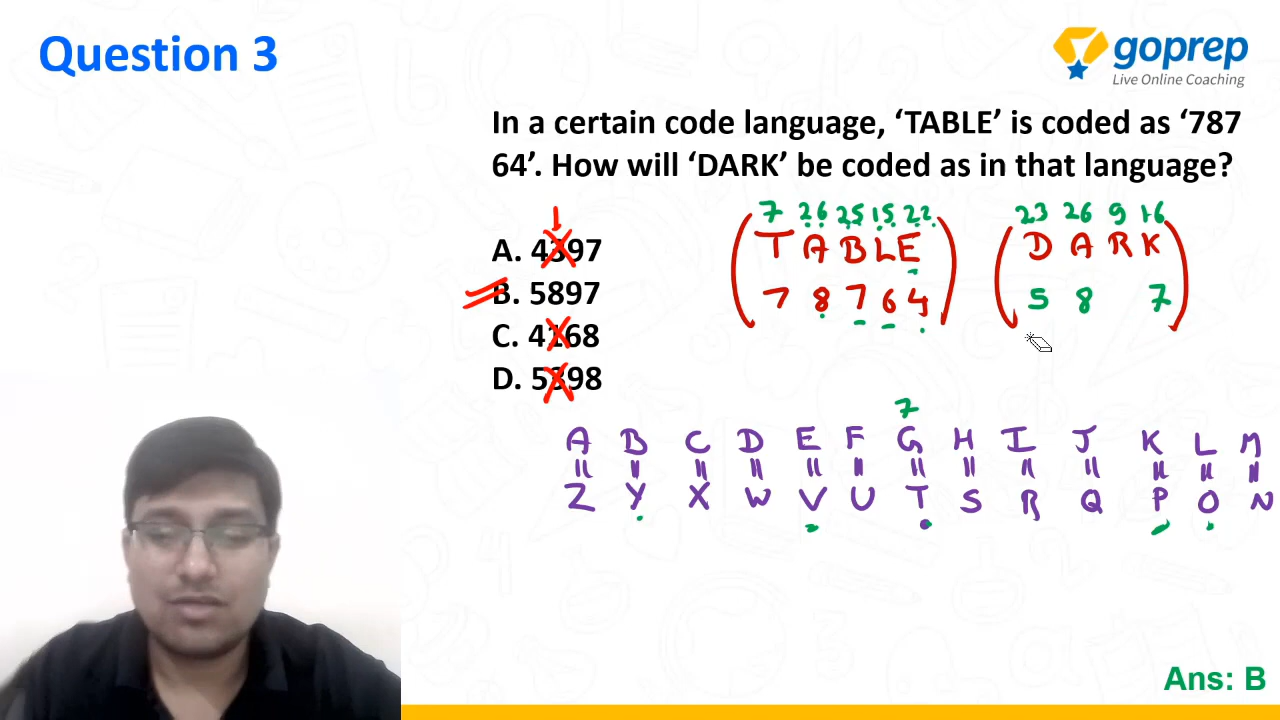 Question 3
goprep
Live Online Coaching
In a certain code language, ‘TABLE’ is coded as ‘787
64’. How will ‘DARK’ be coded as in that language?
7 26 25 15 22
T A B L E
7 8 7 6 4
23 26 9 16
D A R K
5 8 7
A. 4397
B. 5897
C. 4168
D. 5398
7
A B C D E F G H I J K L M
Z Y X W V U T S R Q P O N
Ans: B